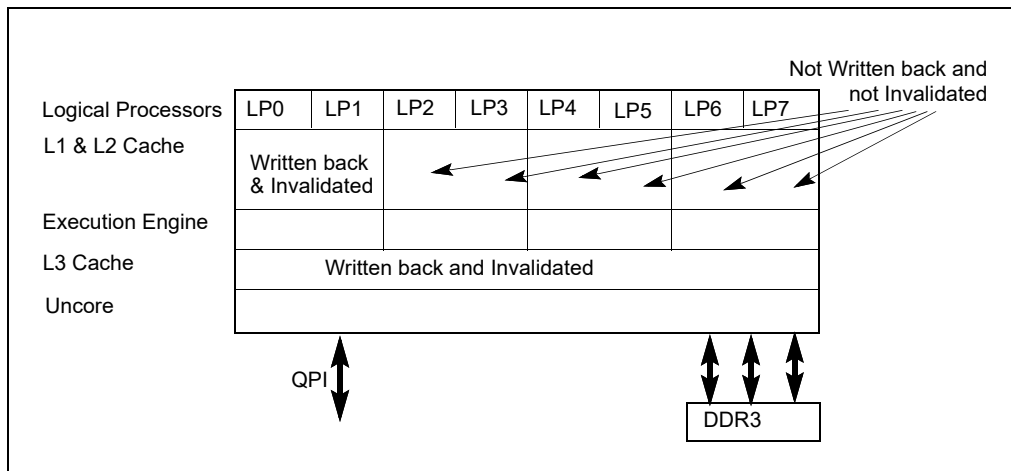 Not Written back and
not Invalidated
Logical Processors LP0 LP1 LP2 LP3 LP4 LP5 LP6 LP7
L1 & L2 Cache
Written back
& Invalidated
Execution Engine
L3 Cache Written back and Invalidated
Uncore
QPI
DDR3